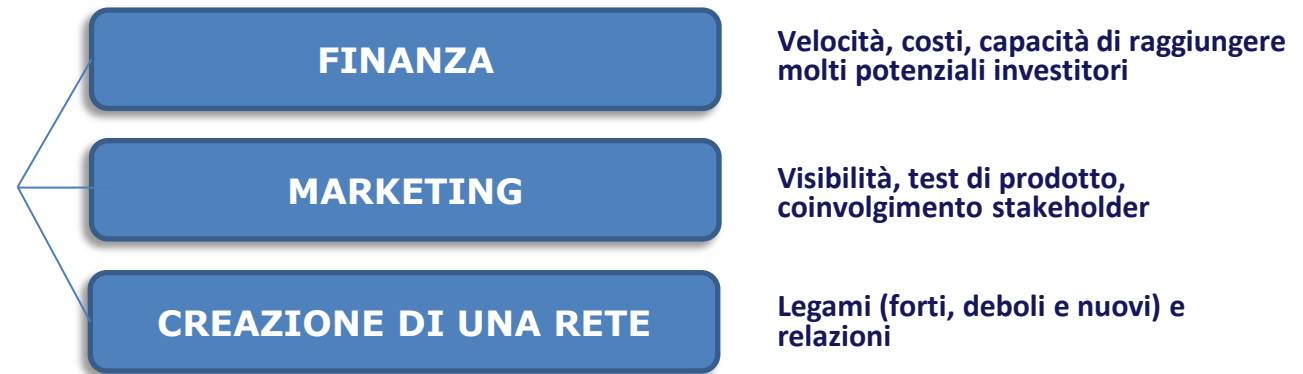 FINANZA
Velocità, costi, capacità di raggiungere
molti potenziali investitori
MARKETING
Visibilità, test di prodotto,
coinvolgimento stakeholder
CREAZIONE DI UNA RETE
Legami (forti, deboli e nuovi) e
relazioni